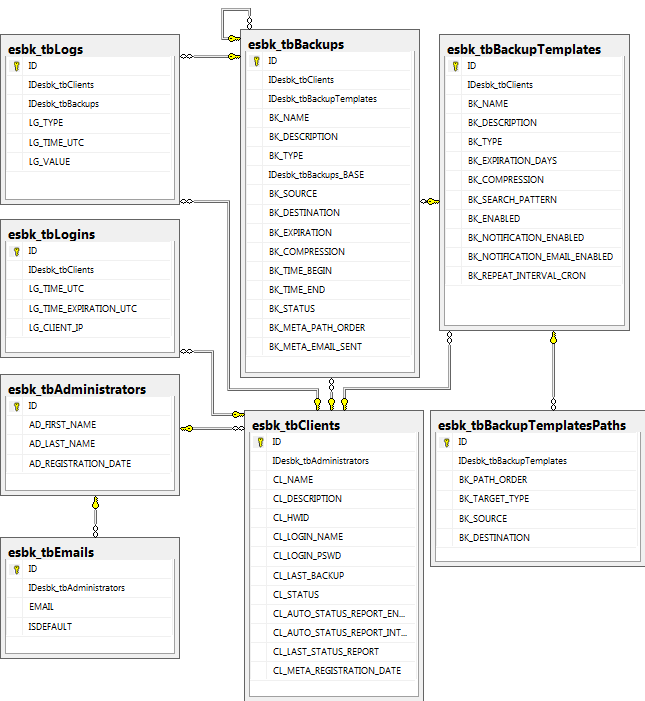 esbk_tbLogs
ID
IDesbk_tbClients
IDesbk_tbBackups
LG_TYPE
LG_TIME_UTC
LG_VALUE
esbk_tbLogins
ID
IDesbk_tbClients
LG_TIME_UTC
LG_TIME_EXPIRATION_UTC
LG_CLIENT_IP
esbk_tbAdministrators
ID
AD_FIRST_NAME
AD_LAST_NAME
AD_REGISTRATION_DATE
esbk_tbEmails
ID
IDesbk_tbAdministrators
EMAIL
ISDEFAULT
esbk_tbBackups
ID
IDesbk_tbClients
IDesbk_tbBackupTemplates
BK_NAME
BK_DESCRIPTION
BK_TYPE
IDesbk_tbBackups_BASE
BK_SOURCE
BK_DESTINATION
BK_EXPIRATION
BK_COMPRESSION
BK_TIME_BEGIN
BK_TIME_END
BK_STATUS
BK_META_PATH_ORDER
BK_META_EMAIL_SENT
esbk_tbClients
ID
IDesbk_tbAdministrators
CL_NAME
CL_DESCRIPTION
CL_HWID
CL_LOGIN_NAME
CL_LOGIN_PSWD
CL_LAST_BACKUP
CL_STATUS
CL_AUTO_STATUS_REPORT_EN...
CL_AUTO_STATUS_REPORT_INT...
CL_LAST_STATUS_REPORT
CL_META_REGISTRATION_DATE
esbk_tbBackupTemplates
ID
IDesbk_tbClients
BK_NAME
BK_DESCRIPTION
BK_TYPE
BK_EXPIRATION_DAYS
BK_COMPRESSION
BK_SEARCH_PATTERN
BK_ENABLED
BK_NOTIFICATION_ENABLED
BK_NOTIFICATION_EMAIL_ENABLED
BK_REPEAT_INTERVAL_CRON
esbk_tbBackupTemplatesPaths
ID
IDesbk_tbBackupTemplates
BK_PATH_ORDER
BK_TARGET_TYPE
BK_SOURCE
BK_DESTINATION